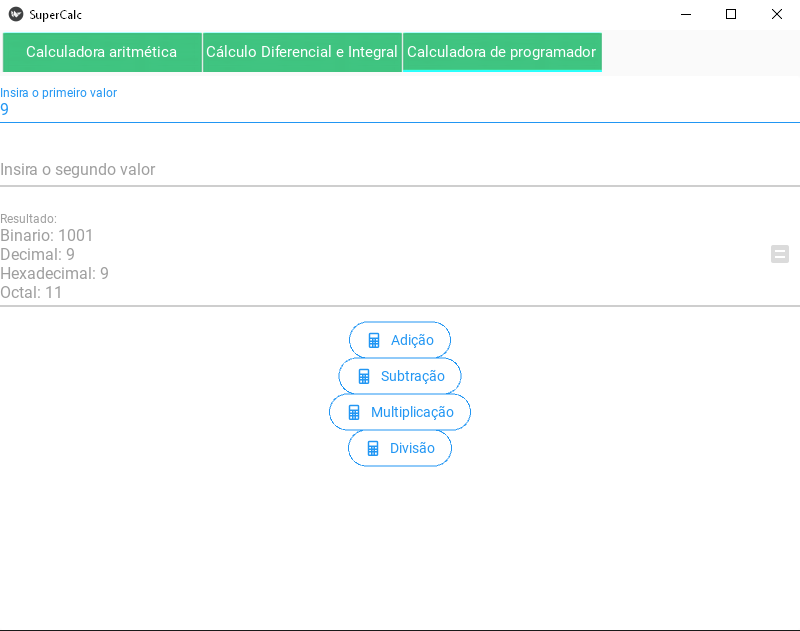 SuperCalc
Calculadora aritmética
Cálculo Diferencial e Integral
Calculadora de programador
Insira o primeiro valor
9
Insira o segundo valor
Resultado:
Binario: 1001
Decimal: 9
Hexadecimal: 9
Octal: 11
Adição
Subtração
Multiplicação
Divisão